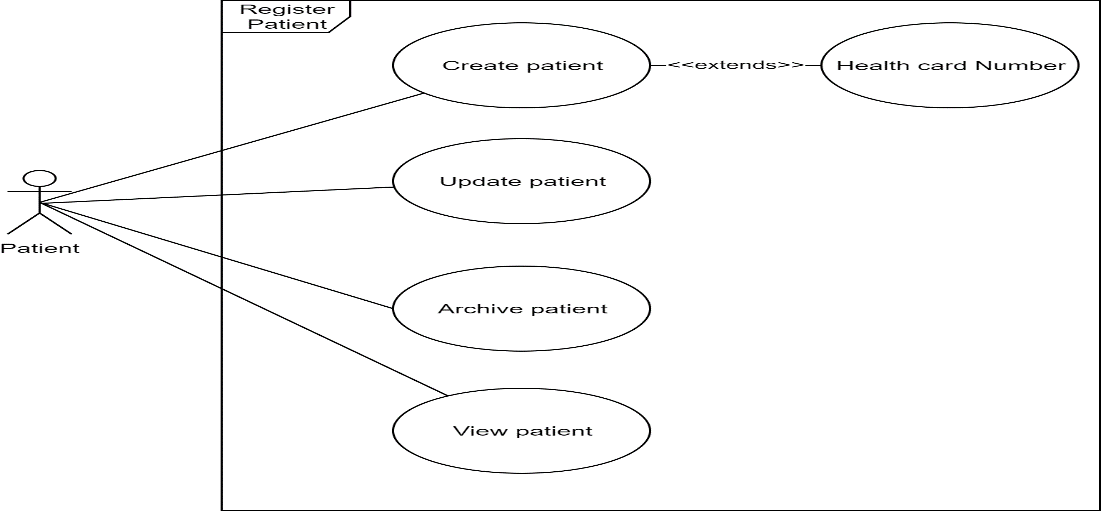 Register
Patient
Create patient
<<extends>>
Health card Number
Update patient
Patient
Archive patient
View patient